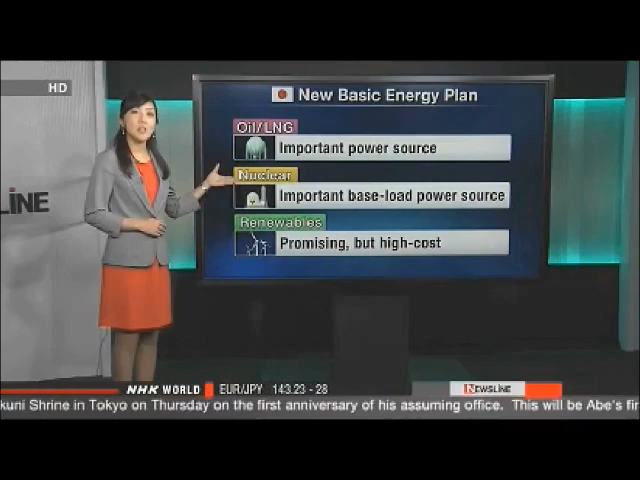 HD
New Basic Energy Plan
Oil/LNG
Important power source
Nuclear
Important base-load power source
Renewables
Promising, but high-cost
LINE
NHK WORLD EUR/JPY 143.23 - 28 NEWSLINE
kuni Shrine in Tokyo on Thursday on the first anniversary of his assuming office. This will be Abe's fir